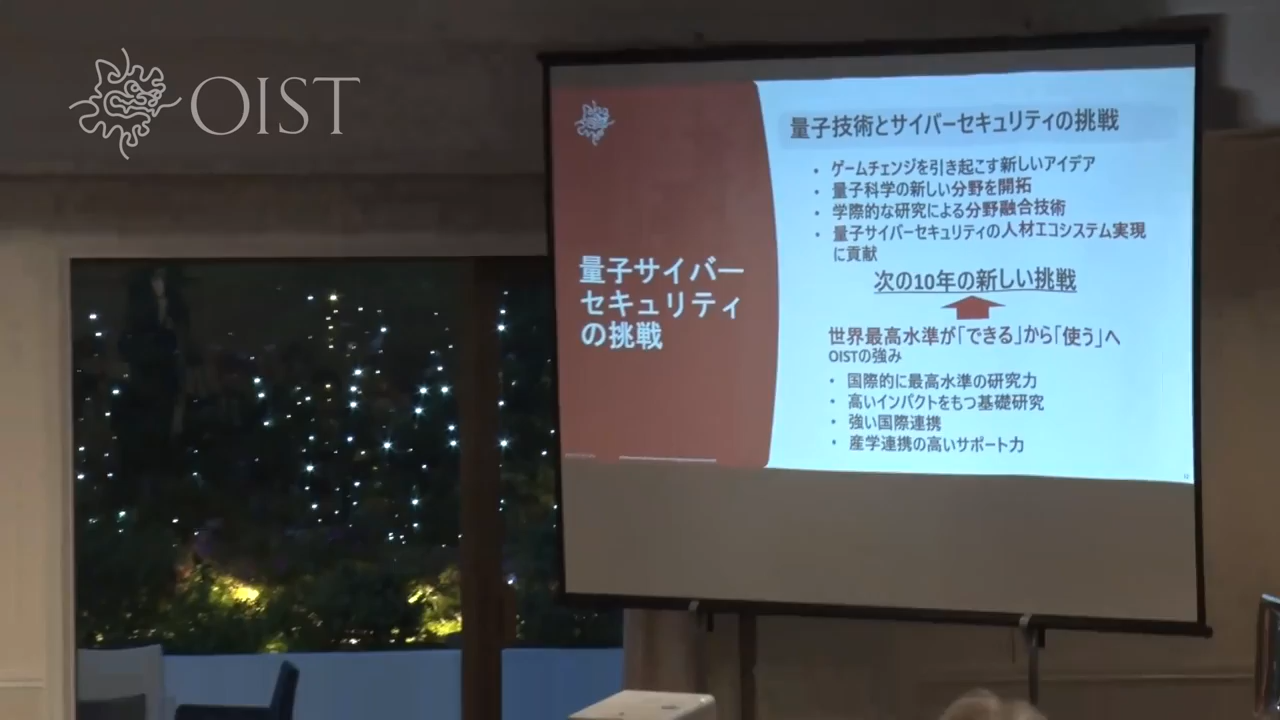 OIST
量子サイバー
セキュリティ
の挑戦
量子技術とサイバーセキュリティの挑戦
・ゲームチェンジを引き起こす新しいアイデア
・量子科学の新しい分野を開拓
・学際的な研究による分野融合技術
・量子サイバーセキュリティの人材エコシステム実現
に貢献
次の10年の新しい挑戦
世界最高水準が「できる」から「使う」へ
OISTの強み
・国際的に最高水準の研究力
・高いインパクトをもつ基礎研究
・強い国際連携
・産学連携の高いサポート力